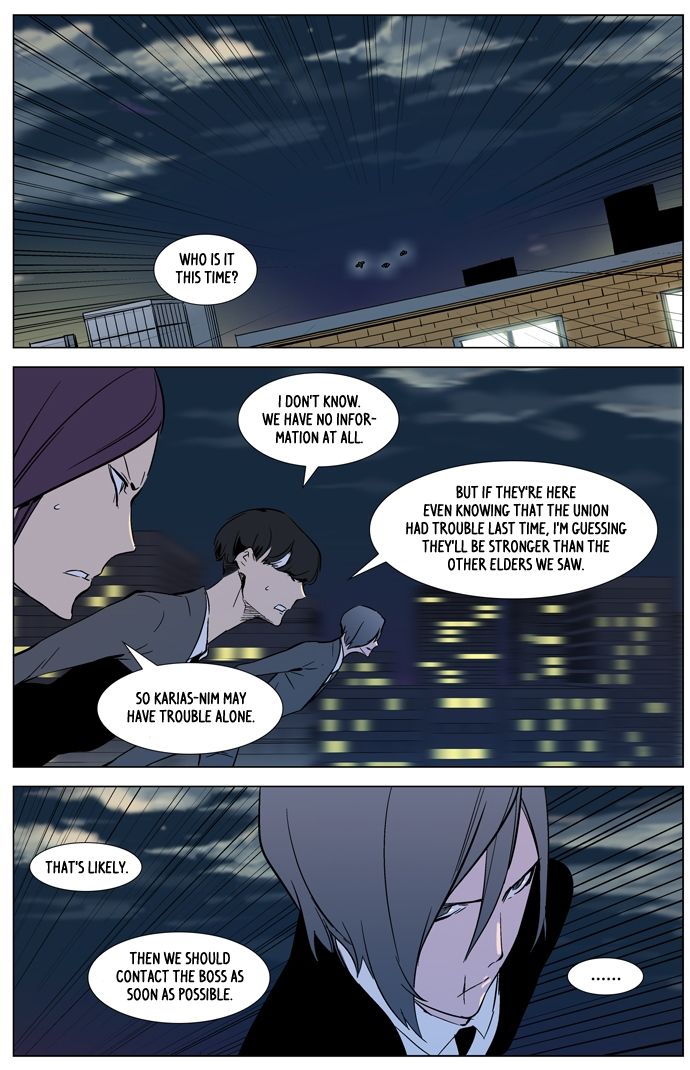 WHO IS IT
THIS TIME?
I DON'T KNOW.
WE HAVE NO INFOR-
MATION AT ALL.
BUT IF THEY'RE HERE
EVEN KNOWING THAT THE UNION
HAD TROUBLE LAST TIME, I'M GUESSING
THEY'LL BE STRONGER THAN THE
OTHER ELDERS WE SAW.
SO KARIAS-NIM MAY
HAVE TROUBLE ALONE.
THAT'S LIKELY.
THEN WE SHOULD
CONTACT THE BOSS AS
SOON AS POSSIBLE.
......